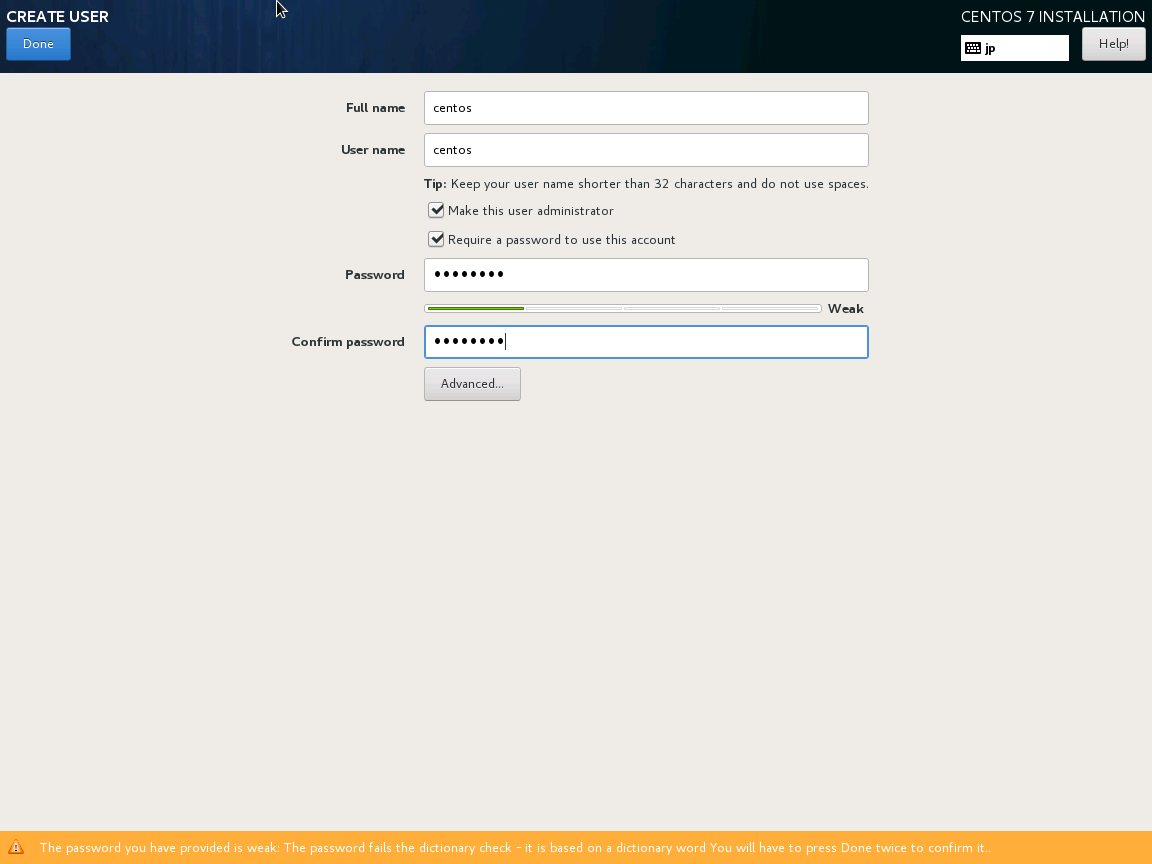 CREATE USER
CENTOS 7 INSTALLATION
Done
jp
Help!
Full name
centos
User name
centos
Tip: Keep your user name shorter than 32 characters and do not use spaces.
Make this user administrator
Require a password to use this account
Password
••••••••
Weak
Confirm password
••••••••
Advanced...
The password you have provided is weak: The password fails the dictionary check - it is based on a dictionary word You will have to press Done twice to confirm it..